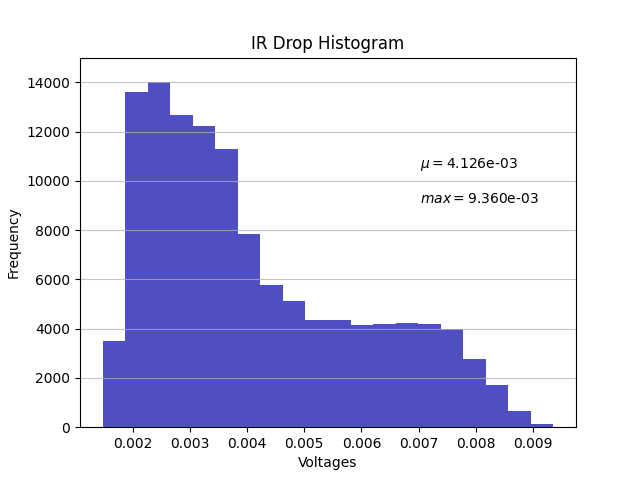 IR Drop Histogram
14000
12000
10000
8000
6000
4000
2000
0
Frequency
μ = 4.126e-03
max = 9.360e-03
0.002 0.003 0.004 0.005 0.006 0.007 0.008 0.009
Voltages